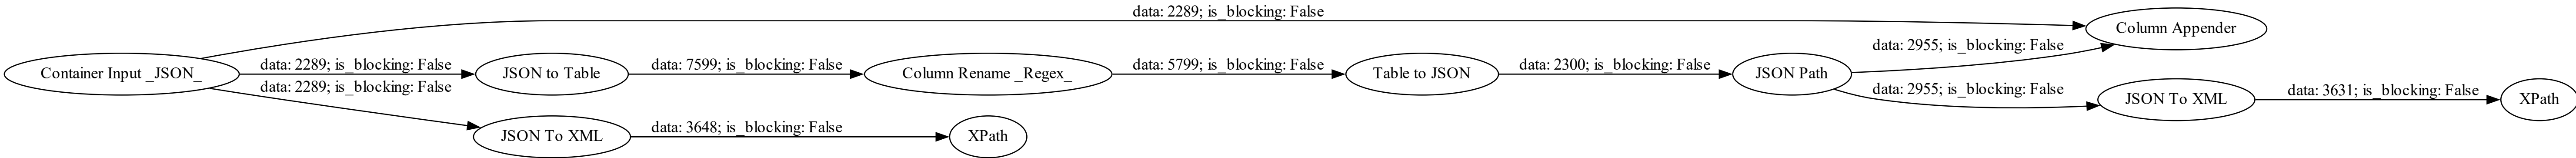 data: 2289; is_blocking: False
Column Appender
data: 2955; is_blocking: False
Container Input _JSON_
data: 2289; is_blocking: False
JSON to Table
data: 7599; is_blocking: False
Column Rename _Regex_
data: 5799; is_blocking: False
Table to JSON
data: 2300; is_blocking: False
JSON Path
data: 2289; is_blocking: False
data: 2955; is_blocking: False
JSON To XML
data: 3631; is_blocking: False
XPath
JSON To XML
data: 3648; is_blocking: False
XPath